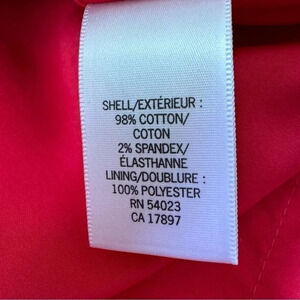 SHELL/EXTÉRIEUR :
98% COTTON/
COTON
2% SPANDEX/
ÉLASTHANNE
LINING/DOUBLURE :
100% POLYESTER
RN 54023
CA 17897